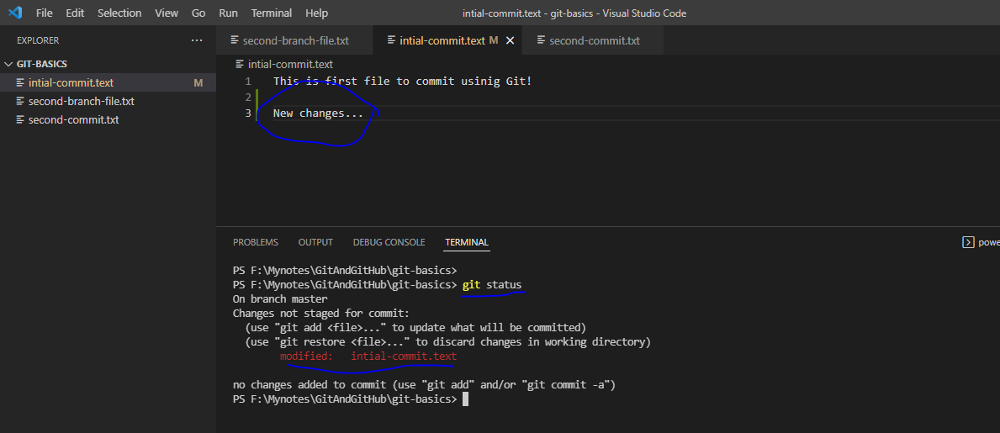 File Edit Selection View Go Run Terminal Help
intial-commit.text - git-basics - Visual Studio Code
EXPLORER
GIT-BASICS
intial-commit.text M
second-branch-file.txt
second-commit.txt
second-branch-file.txt
intial-commit.text M
second-commit.txt
intial-commit.text
1 This is first file to commit usinig Git!
2
3 New changes...
PROBLEMS OUTPUT DEBUG CONSOLE TERMINAL
powe
PS F:\Mynotes\GitAndGitHub\git-basics>
PS F:\Mynotes\GitAndGitHub\git-basics> git status
On branch master
Changes not staged for commit:
(use "git add <file>..." to update what will be committed)
(use "git restore <file>..." to discard changes in working directory)
modified: intial-commit.text
no changes added to commit (use "git add" and/or "git commit -a")
PS F:\Mynotes\GitAndGitHub\git-basics>